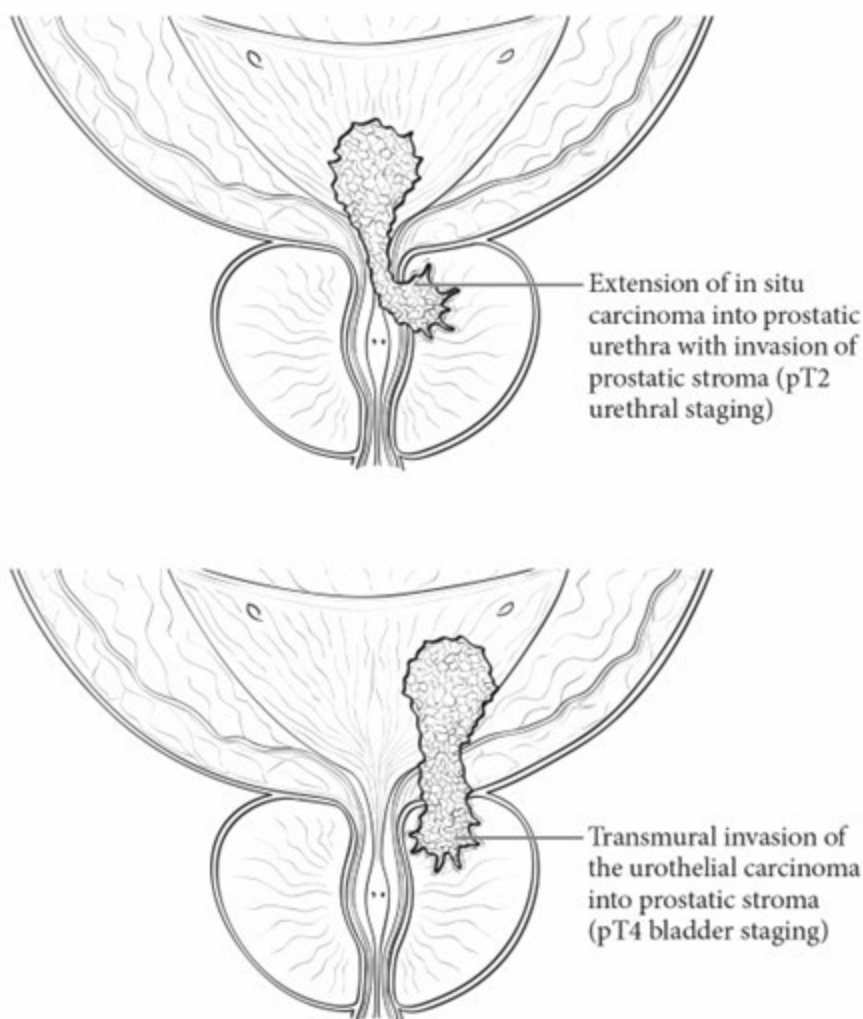 Extension of in situ
carcinoma into prostatic
urethra with invasion of
prostatic stroma (pT2
urethral staging)
Transmural invasion of
the urothelial carcinoma
into prostatic stroma
(pT4 bladder staging)